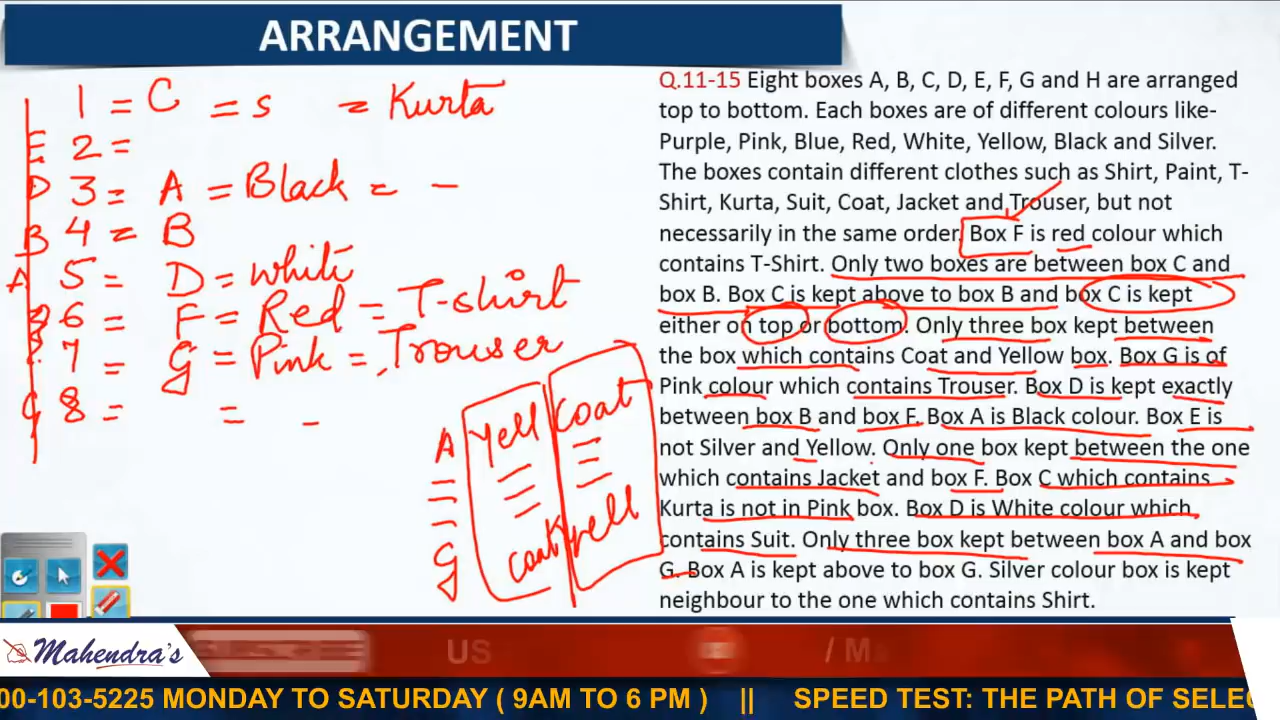 ARRANGEMENT
1 = C = s = Kurta
E 2 =
D 3 = A = Black = -
B 4 = B
A 5 = D = white
6 = F = Red = T-shirt
7 = G = Pink = Trouser
8 = = -
A Yell Coat
G Coat Yell
Q.11-15 Eight boxes A, B, C, D, E, F, G and H are arranged
top to bottom. Each boxes are of different colours like-
Purple, Pink, Blue, Red, White, Yellow, Black and Silver.
The boxes contain different clothes such as Shirt, Paint, T-
Shirt, Kurta, Suit, Coat, Jacket and Trouser, but not
necessarily in the same order. Box F is red colour which
contains T-Shirt. Only two boxes are between box C and
box B. Box C is kept above to box B and box C is kept
either on top or bottom. Only three box kept between
the box which contains Coat and Yellow box. Box G is of
Pink colour which contains Trouser. Box D is kept exactly
between box B and box F. Box A is Black colour. Box E is
not Silver and Yellow. Only one box kept between the one
which contains Jacket and box F. Box C which contains
Kurta is not in Pink box. Box D is White colour which
contains Suit. Only three box kept between box A and box
G. Box A is kept above to box G. Silver colour box is kept
neighbour to the one which contains Shirt.
Mahendra's
US
/ M
00-103-5225 MONDAY TO SATURDAY ( 9AM TO 6 PM ) || SPEED TEST: THE PATH OF SELEC